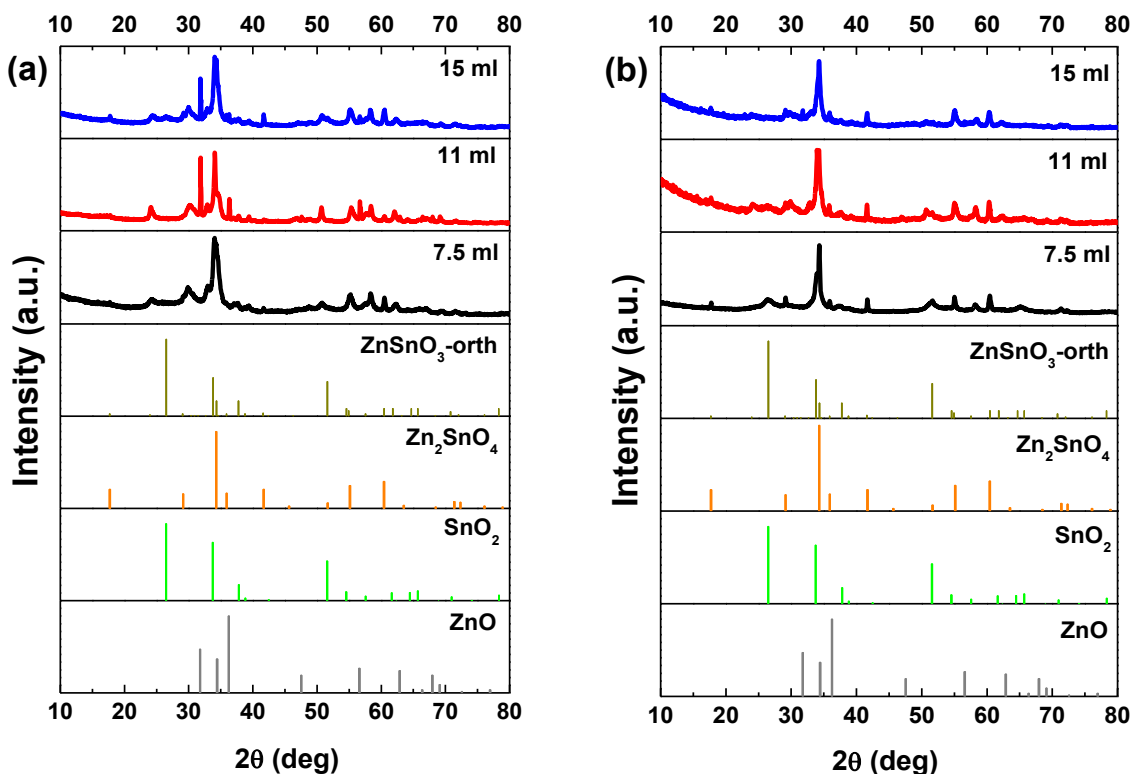 10 20 30 40 50 60 70 80
(a)
15 ml
11 ml
7.5 ml
ZnSnO₃-orth
Zn₂SnO₄
SnO₂
ZnO
Intensity (a.u.)
10 20 30 40 50 60 70 80
2θ (deg)
10 20 30 40 50 60 70 80
(b)
15 ml
11 ml
7.5 ml
ZnSnO₃-orth
Zn₂SnO₄
SnO₂
ZnO
Intensity (a.u.)
10 20 30 40 50 60 70 80
2θ (deg)